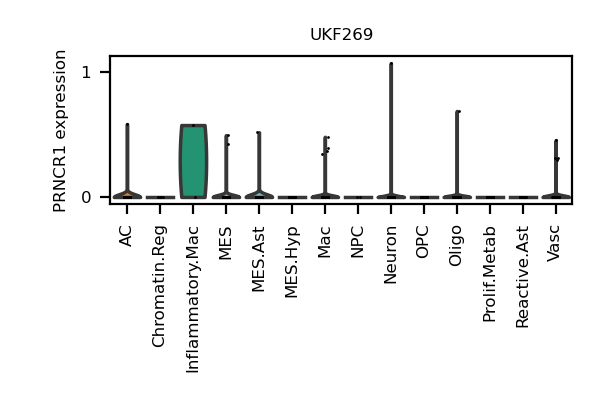 UKF269
PRNCR1 expression
1
0
AC
Chromatin.Reg
Inflammatory.Mac
MES
MES.Ast
MES.Hyp
Mac
NPC
Neuron
OPC
Oligo
Prolif.Metab
Reactive.Ast
Vasc